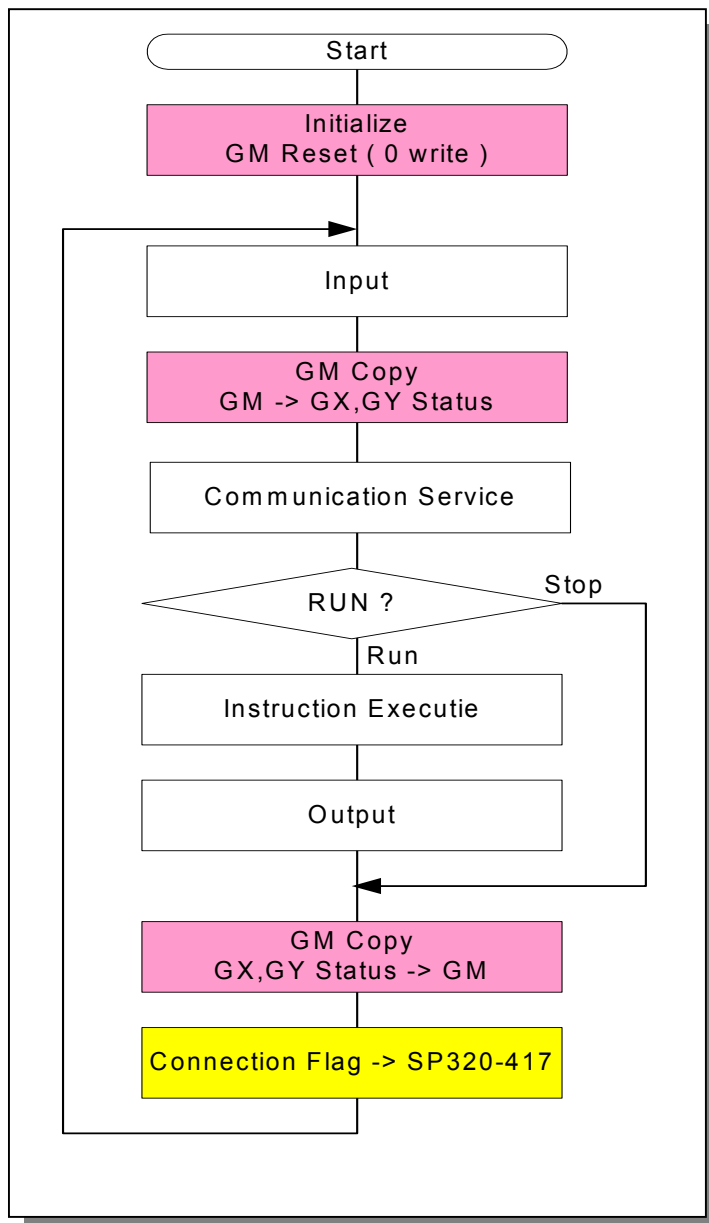 Start
Initialize
GM Reset ( 0 write )
Input
GM Copy
GM -> GX,GY Status
Communication Service
RUN ?
Stop
Run
Instruction Executie
Output
GM Copy
GX,GY Status -> GM
Connection Flag -> SP320-417